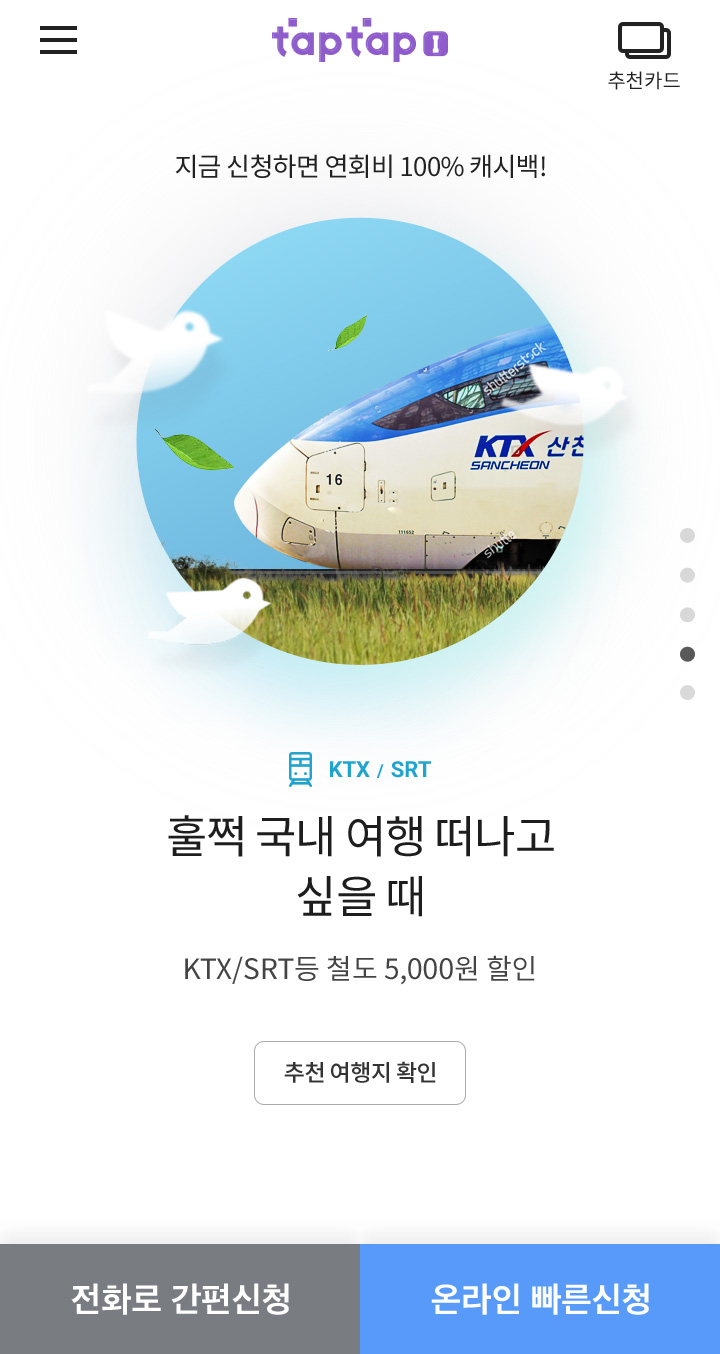 taptap I
추천카드
지금 신청하면 연회비 100% 캐시백!
shutterstock
16
KTX 산천
SANCHEON
111652
shutte
KTX / SRT
훌쩍 국내 여행 떠나고
싶을 때
KTX/SRT등 철도 5,000원 할인
추천 여행지 확인
전화로 간편신청
온라인 빠른신청